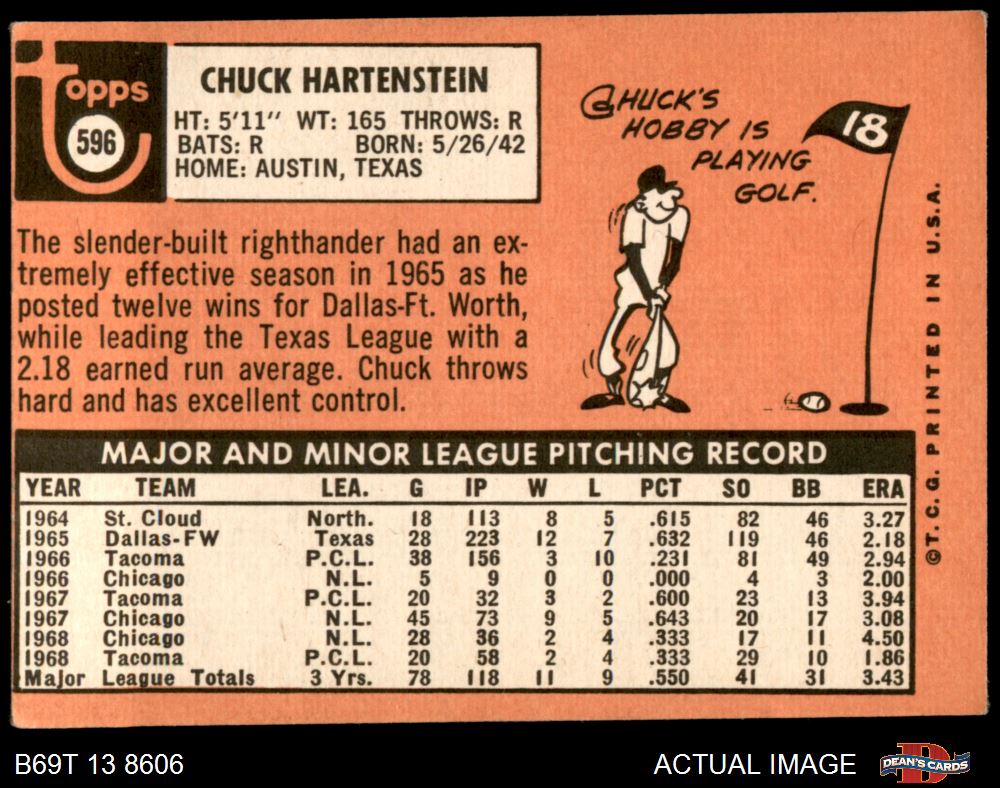 Topps
596
CHUCK HARTENSTEIN
HT: 5'11" WT: 165 THROWS: R
BATS: R BORN: 5/26/42
HOME: AUSTIN, TEXAS
CHUCK'S
HOBBY IS
PLAYING
GOLF.
18
The slender-built righthander had an ex-
tremely effective season in 1965 as he
posted twelve wins for Dallas-Ft. Worth,
while leading the Texas League with a
2.18 earned run average. Chuck throws
hard and has excellent control.
MAJOR AND MINOR LEAGUE PITCHING RECORD
YEAR TEAM LEA. G IP W L PCT SO BB ERA
1964 St. Cloud North. 18 113 8 5 .615 82 46 3.27
1965 Dallas-FW Texas 28 223 12 7 .632 119 46 2.18
1966 Tacoma P.C.L. 38 156 3 10 .231 81 49 2.94
1966 Chicago N.L. 5 9 0 0 .000 4 3 2.00
1967 Tacoma P.C.L. 20 32 3 2 .600 23 13 3.94
1967 Chicago N.L. 45 73 9 5 .643 20 17 3.08
1968 Chicago N.L. 28 36 2 4 .333 17 11 4.50
1968 Tacoma P.C.L. 20 58 2 4 .333 29 10 1.86
Major League Totals 3 Yrs. 78 118 11 9 .550 41 31 3.43
©T.C.G. PRINTED IN U.S.A.
B69T 13 8606
ACTUAL IMAGE
DEAN'S CARDS